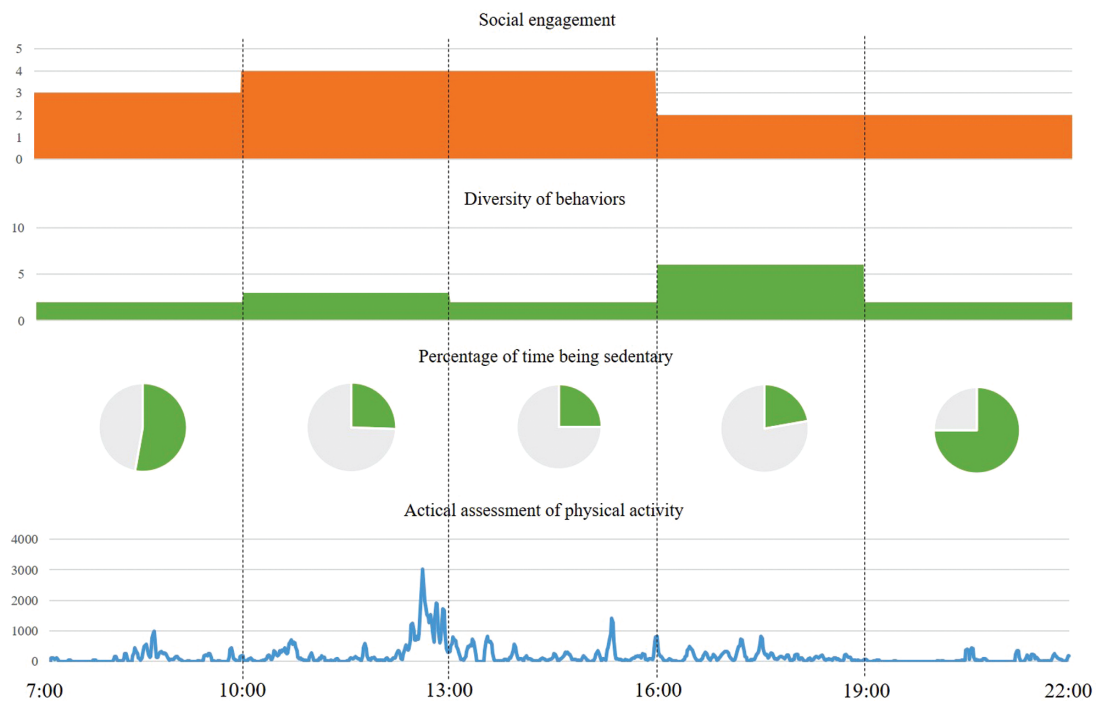 Social engagement
5
4
3
2
1
0
Diversity of behaviors
10
5
0
Percentage of time being sedentary
Actical assessment of physical activity
4000
3000
2000
1000
0
7:00 10:00 13:00 16:00 19:00 22:00